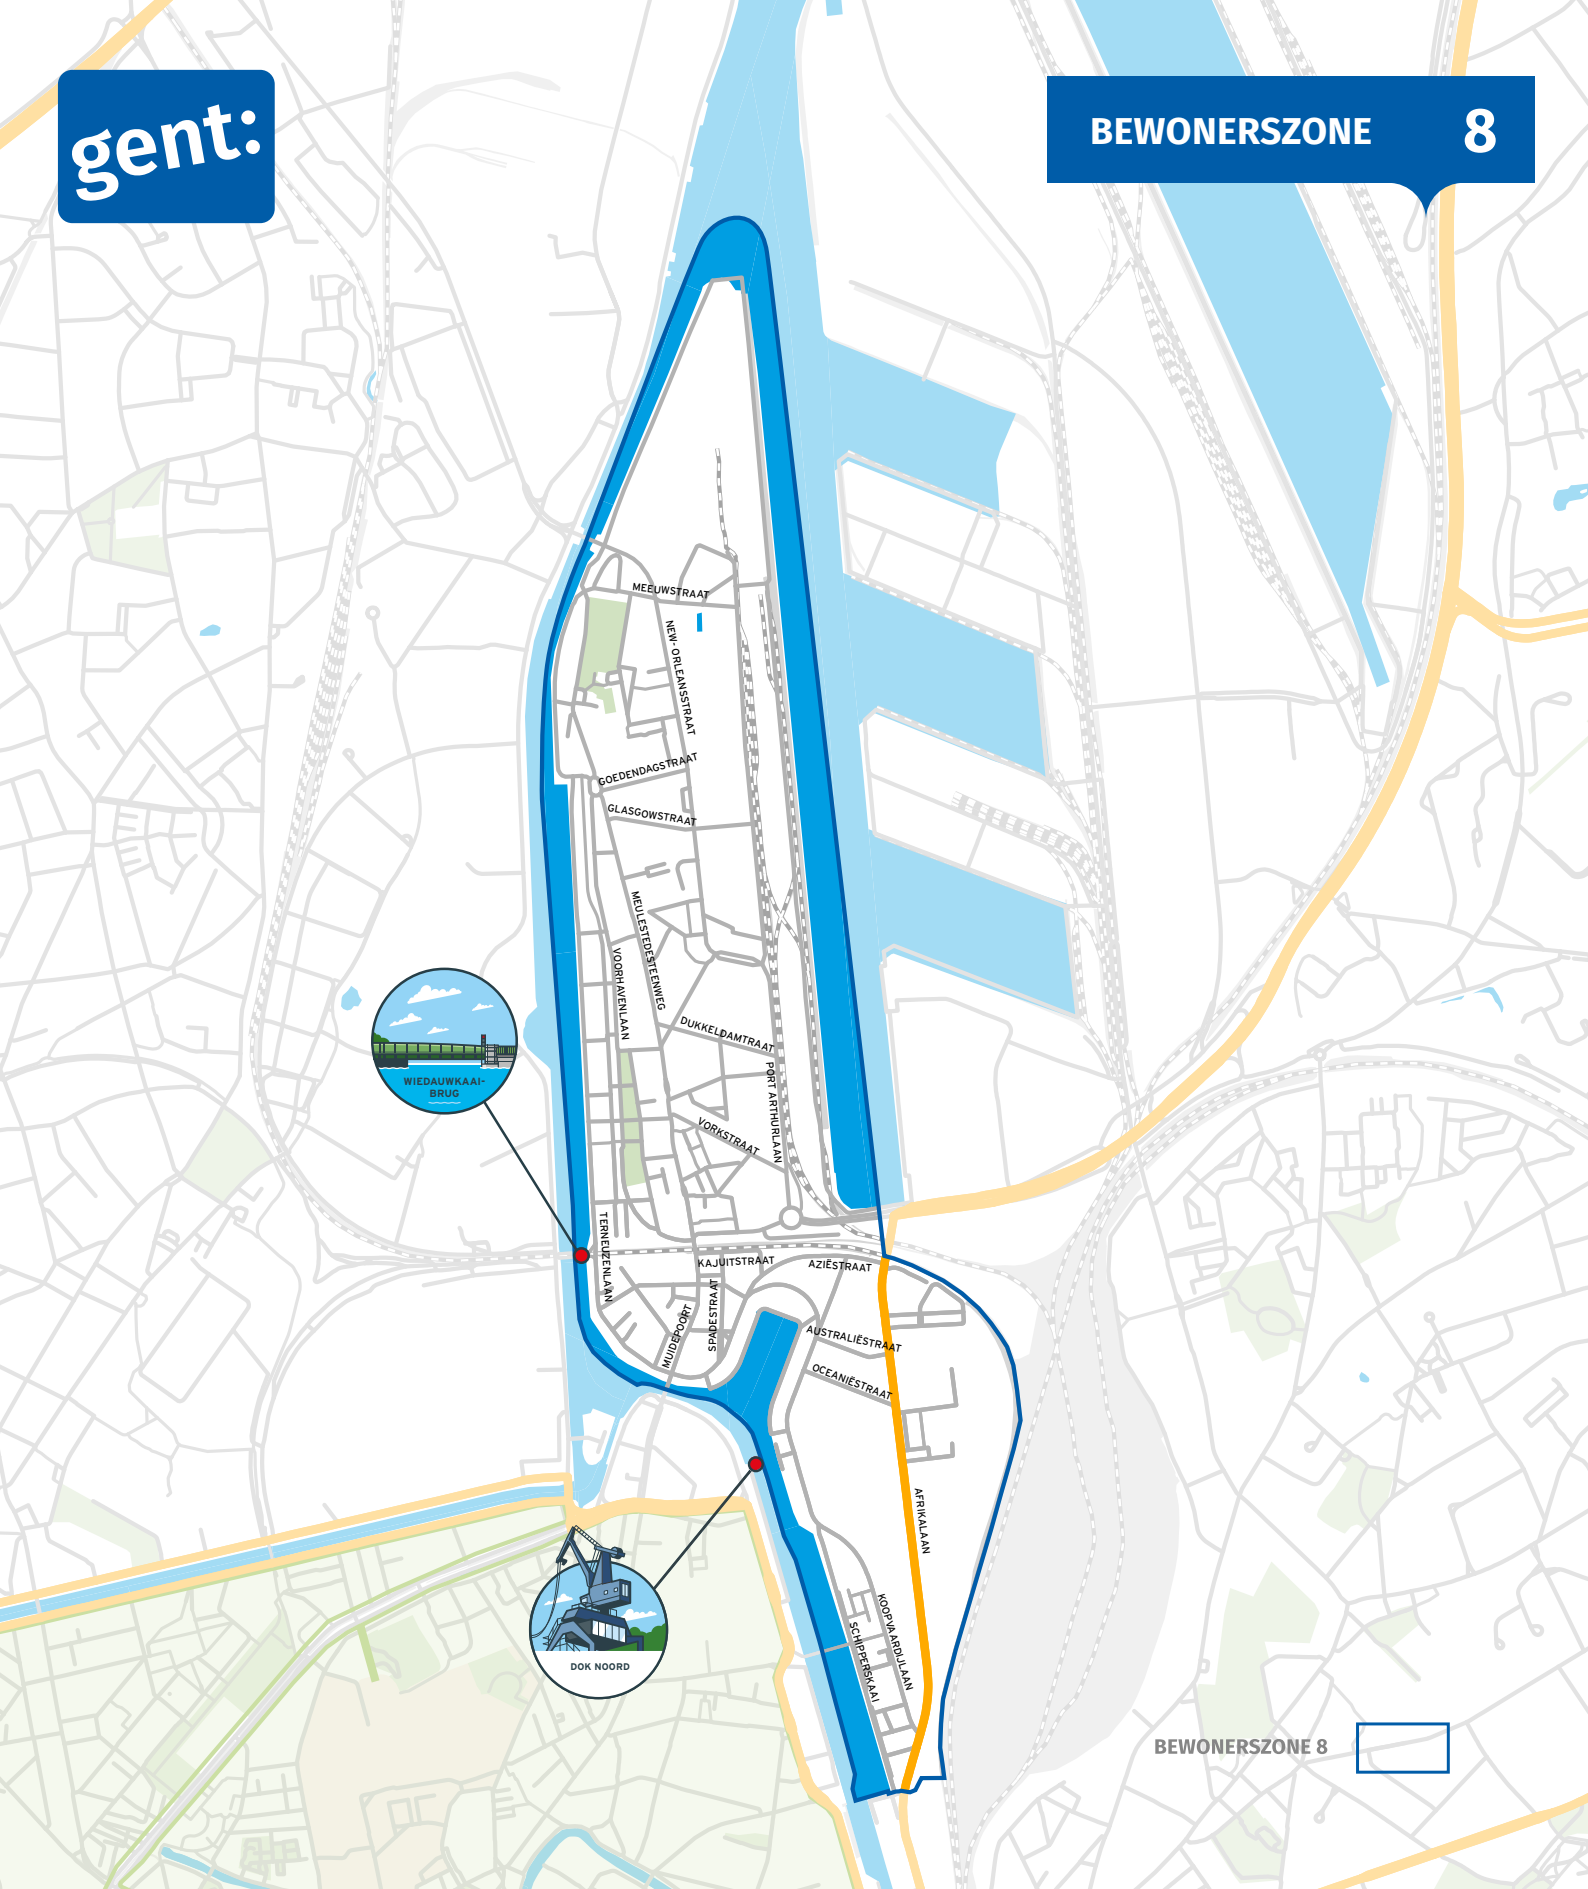 gent:
BEWONERSZONE 8
MEEUWSTRAAT
NEW-ORLEANSSTRAAT
GOEDENDAGSTRAAT
GLASGOWSTRAAT
MEULESTEDESTEENWEG
VOORHAVENLAAN
DUKKELDAMTRAAT
PORT ARTHURLAAN
VORKSTRAAT
WIEDAUWKAAI-
BRUG
TERNEUZENLAAN
KAJUITSTRAAT
AZIËSTRAAT
SPADESTRAAT
MUIDEPOORT
AUSTRALIËSTRAAT
OCEANIËSTRAAT
AFRIKALAAN
KOOPVAARDIJLAAN
SCHIPPERSKAAI
DOK NOORD
BEWONERSZONE 8